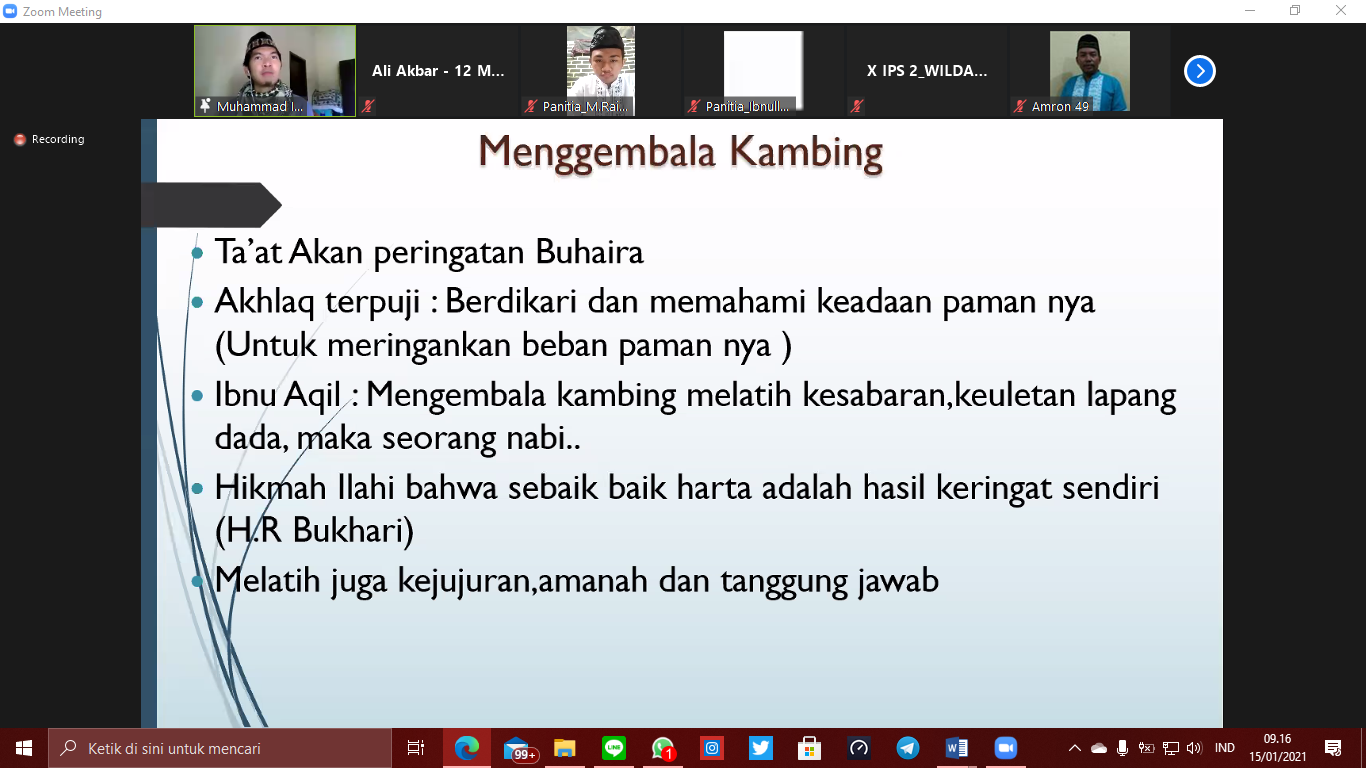 Zoom Meeting
Muhammad I...
Ali Akbar - 12 M...
Panitia_M.Rai...
Panitia_Ibnull...
X IPS 2_WILDA...
Amron 49
Recording
Menggembala Kambing
Ta'at Akan peringatan Buhaira
Akhlaq terpuji : Berdikari dan memahami keadaan paman nya
(Untuk meringankan beban paman nya )
Ibnu Aqil : Mengembala kambing melatih kesabaran,keuletan lapang
dada, maka seorang nabi..
Hikmah Ilahi bahwa sebaik baik harta adalah hasil keringat sendiri
(H.R Bukhari)
Melatih juga kejujuran,amanah dan tanggung jawab
Ketik di sini untuk mencari
99+
1
IND
09.16
15/01/2021